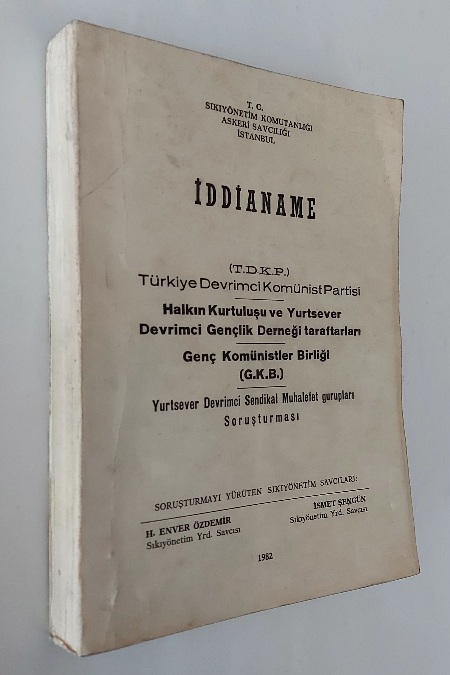 T. C.
SIKIYÖNETİM KOMUTANLIĞI
ASKERİ SAVCILIĞI
İSTANBUL
İDDİANAME
(T.D.K.P.)
Türkiye Devrimci Komünist Partisi
Halkın Kurtuluşu ve Yurtsever
Devrimci Gençlik Derneği taraftarları
Genç Komünistler Birliği
(G.K.B.)
Yurtsever Devrimci Sendikal Muhalefet gurupları
Soruşturması
SORUŞTURMAYI YÜRÜTEN SIKIYÖNETİM SAVCILARI:
H. ENVER ÖZDEMİR
Sıkıyönetim Yrd. Savcısı
İSMET ŞENGÜN
Sıkıyönetim Yrd. Savcısı
1982